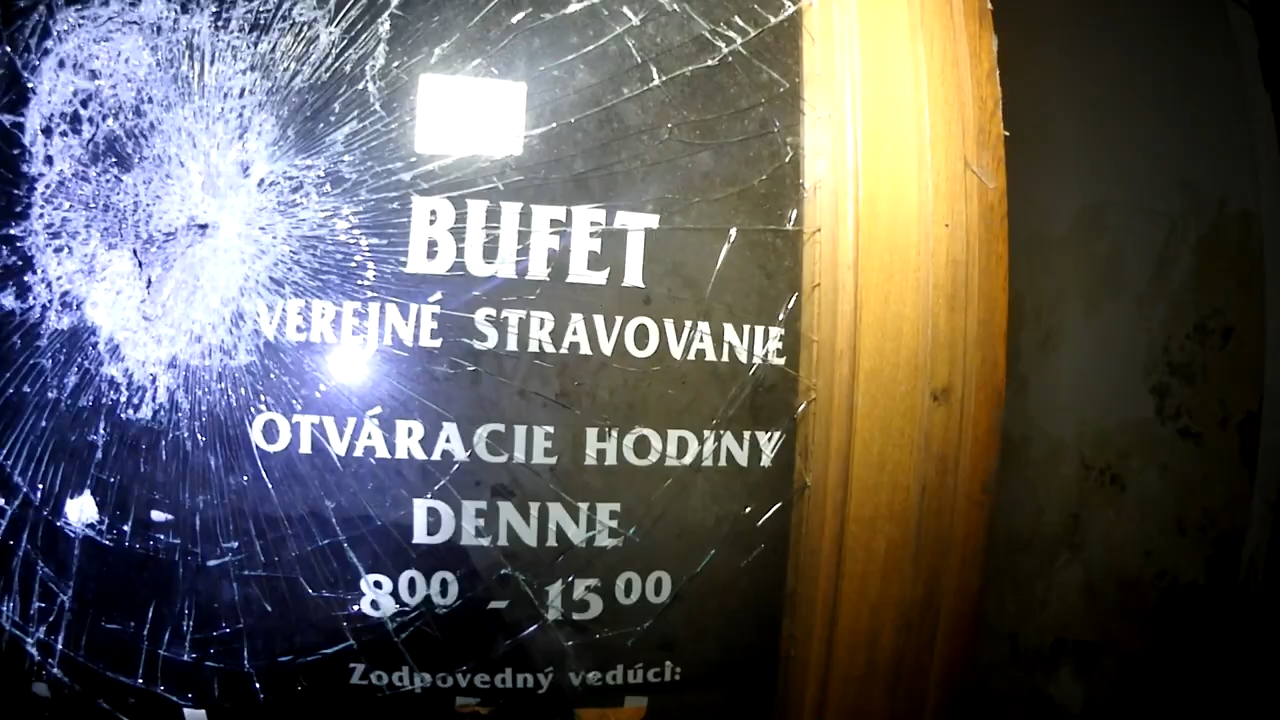 BUFET
VEREJNÉ STRAVOVANIE
OTVÁRACIE HODINY
DENNE
8⁰⁰ - 15⁰⁰
Zodpovedný vedúci: